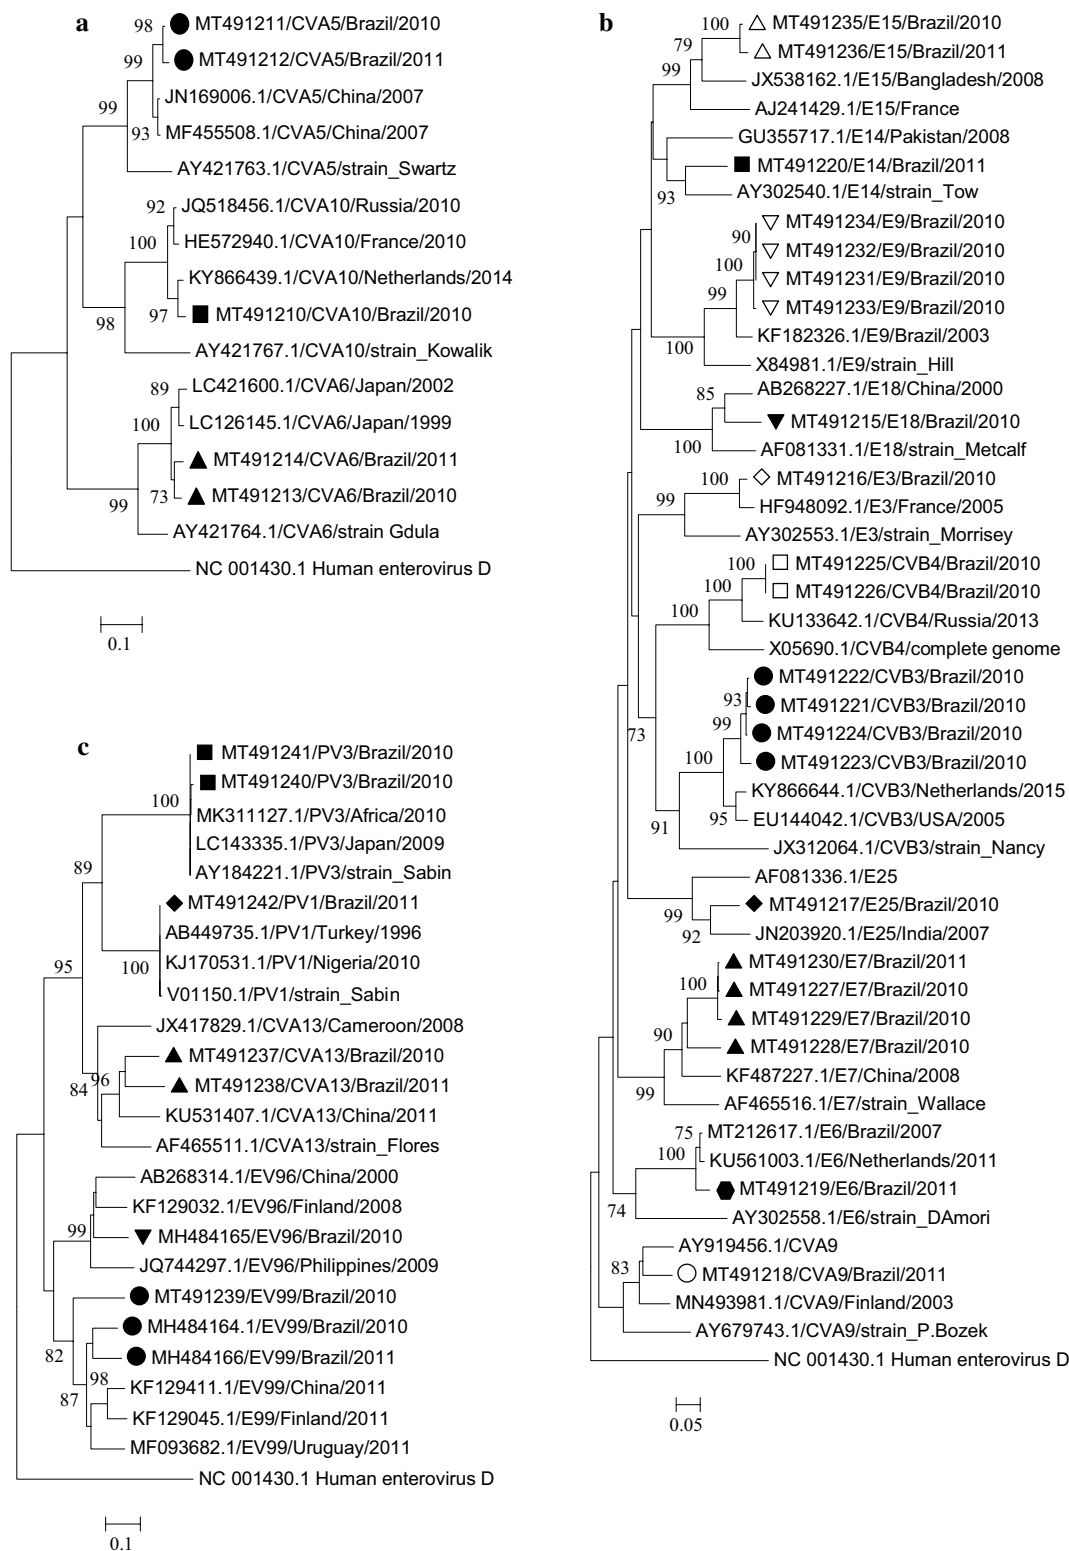 a
98
MT491211/CVA5/Brazil/2010
MT491212/CVA5/Brazil/2011
99
JN169006.1/CVA5/China/2007
99
93
MF455508.1/CVA5/China/2007
AY421763.1/CVA5/strain_Swartz
92
JQ518456.1/CVA10/Russia/2010
100
HE572940.1/CVA10/France/2010
KY866439.1/CVA10/Netherlands/2014
97
MT491210/CVA10/Brazil/2010
98
AY421767.1/CVA10/strain_Kowalik
89
LC421600.1/CVA6/Japan/2002
100
LC126145.1/CVA6/Japan/1999
MT491214/CVA6/Brazil/2011
73
MT491213/CVA6/Brazil/2010
99
AY421764.1/CVA6/strain Gdula
NC 001430.1 Human enterovirus D
0.1
b
100
MT491235/E15/Brazil/2010
79
MT491236/E15/Brazil/2011
99
JX538162.1/E15/Bangladesh/2008
AJ241429.1/E15/France
GU355717.1/E14/Pakistan/2008
MT491220/E14/Brazil/2011
93
AY302540.1/E14/strain_Tow
MT491234/E9/Brazil/2010
90
MT491232/E9/Brazil/2010
100
MT491231/E9/Brazil/2010
99
MT491233/E9/Brazil/2010
KF182326.1/E9/Brazil/2003
100
X84981.1/E9/strain_Hill
85
AB268227.1/E18/China/2000
MT491215/E18/Brazil/2010
100
AF081331.1/E18/strain_Metcalf
100
MT491216/E3/Brazil/2010
99
HF948092.1/E3/France/2005
AY302553.1/E3/strain_Morrisey
100
MT491225/CVB4/Brazil/2010
100
MT491226/CVB4/Brazil/2010
100
KU133642.1/CVB4/Russia/2013
X05690.1/CVB4/complete genome
MT491222/CVB3/Brazil/2010
93
MT491221/CVB3/Brazil/2010
99
MT491224/CVB3/Brazil/2010
73
100
MT491223/CVB3/Brazil/2010
KY866644.1/CVB3/Netherlands/2015
95
EU144042.1/CVB3/USA/2005
91
JX312064.1/CVB3/strain_Nancy
AF081336.1/E25
99
MT491217/E25/Brazil/2010
92
JN203920.1/E25/India/2007
MT491230/E7/Brazil/2011
100
MT491227/E7/Brazil/2010
MT491229/E7/Brazil/2010
90
MT491228/E7/Brazil/2010
KF487227.1/E7/China/2008
99
AF465516.1/E7/strain_Wallace
75
MT212617.1/E6/Brazil/2007
100
KU561003.1/E6/Netherlands/2011
MT491219/E6/Brazil/2011
74
AY302558.1/E6/strain_DAmori
AY919456.1/CVA9
83
MT491218/CVA9/Brazil/2011
MN493981.1/CVA9/Finland/2003
AY679743.1/CVA9/strain_P.Bozek
NC 001430.1 Human enterovirus D
0.05
c
MT491241/PV3/Brazil/2010
MT491240/PV3/Brazil/2010
100
MK311127.1/PV3/Africa/2010
LC143335.1/PV3/Japan/2009
89
AY184221.1/PV3/strain_Sabin
MT491242/PV1/Brazil/2011
AB449735.1/PV1/Turkey/1996
95
100
KJ170531.1/PV1/Nigeria/2010
V01150.1/PV1/strain_Sabin
JX417829.1/CVA13/Cameroon/2008
MT491237/CVA13/Brazil/2010
84
96
MT491238/CVA13/Brazil/2011
KU531407.1/CVA13/China/2011
AF465511.1/CVA13/strain_Flores
AB268314.1/EV96/China/2000
KF129032.1/EV96/Finland/2008
99
MH484165/EV96/Brazil/2010
JQ744297.1/EV96/Philippines/2009
MT491239/EV99/Brazil/2010
MH484164.1/EV99/Brazil/2010
82
MH484166/EV99/Brazil/2011
98
KF129411.1/EV99/China/2011
87
KF129045.1/E99/Finland/2011
MF093682.1/EV99/Uruguay/2011
NC 001430.1 Human enterovirus D
0.1